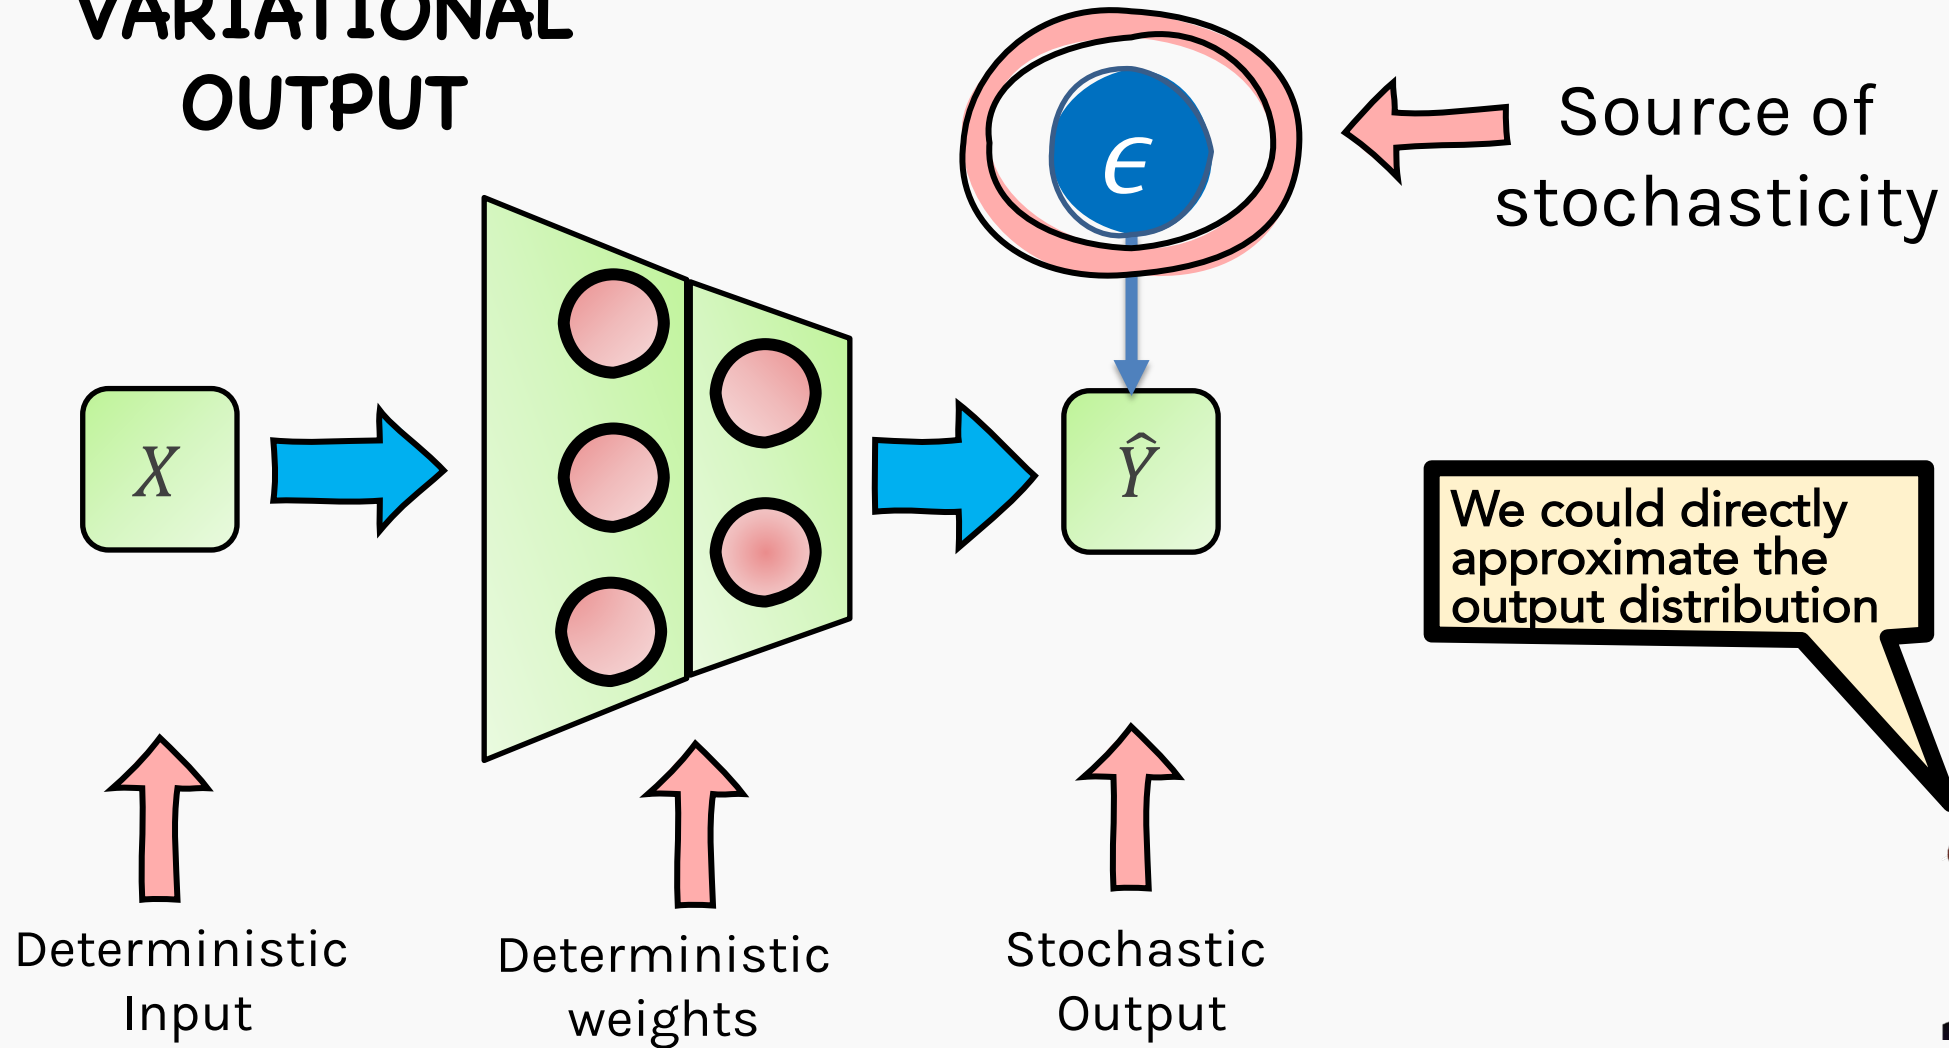 VARIATIONAL
OUTPUT
ϵ
Source of
stochasticity
X
Ŷ
We could directly
approximate the
output distribution
Deterministic
Input
Deterministic
weights
Stochastic
Output